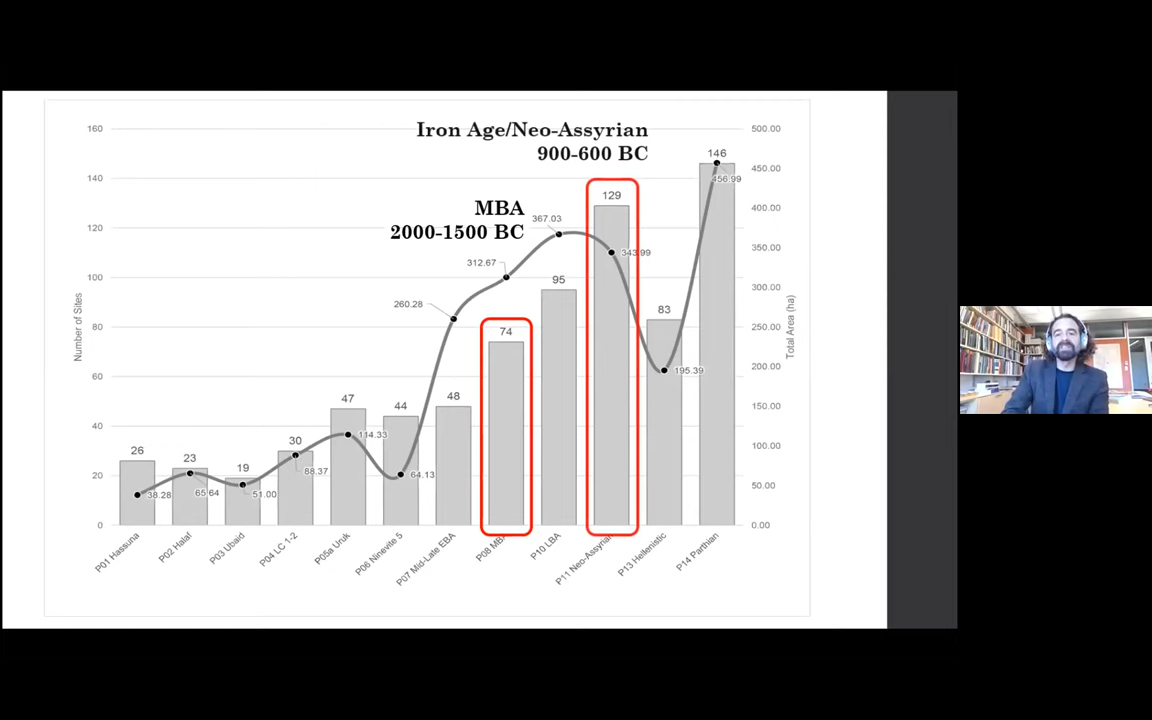 Iron Age/Neo-Assyrian
900-600 BC
MBA
2000-1500 BC
Number of Sites
160
140
120
100
80
60
40
20
0
Total Area (ha)
500.00
450.00
400.00
350.00
300.00
250.00
200.00
150.00
100.00
50.00
0.00
26
23
19
30
47
44
48
74
95
129
83
146
38.28
65.64
51.00
88.37
114.33
64.13
260.28
312.67
367.03
343.99
195.39
456.99
P01 Hassuna
P02 Halaf
P03 Ubaid
P04 LC 1-2
P05a Uruk
P06 Ninevite 5
P07 Mid-Late EBA
P08 MBA
P10 LBA
P11 Neo-Assyrian
P13 Hellenistic
P14 Parthian